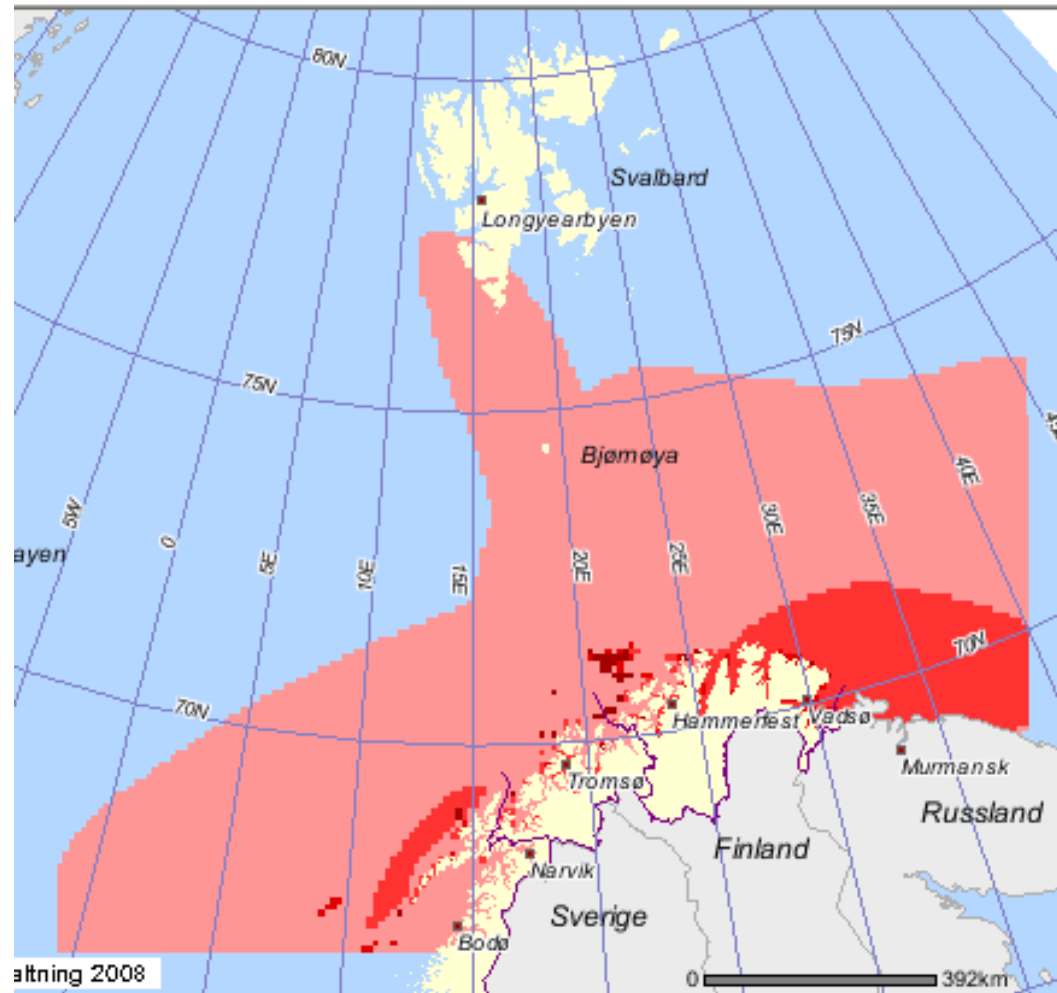 80N
Svalbard
Longyearbyen
75N
75N
Bjørnøya
45E
40E
35E
30E
25E
20E
15E
10E
5E
0
5W
ayen
70N
70N
Hammerfest
Vadsø
Tromsø
Murmansk
Russland
Finland
Narvik
Sverige
Bodø
altning 2008
0
392km